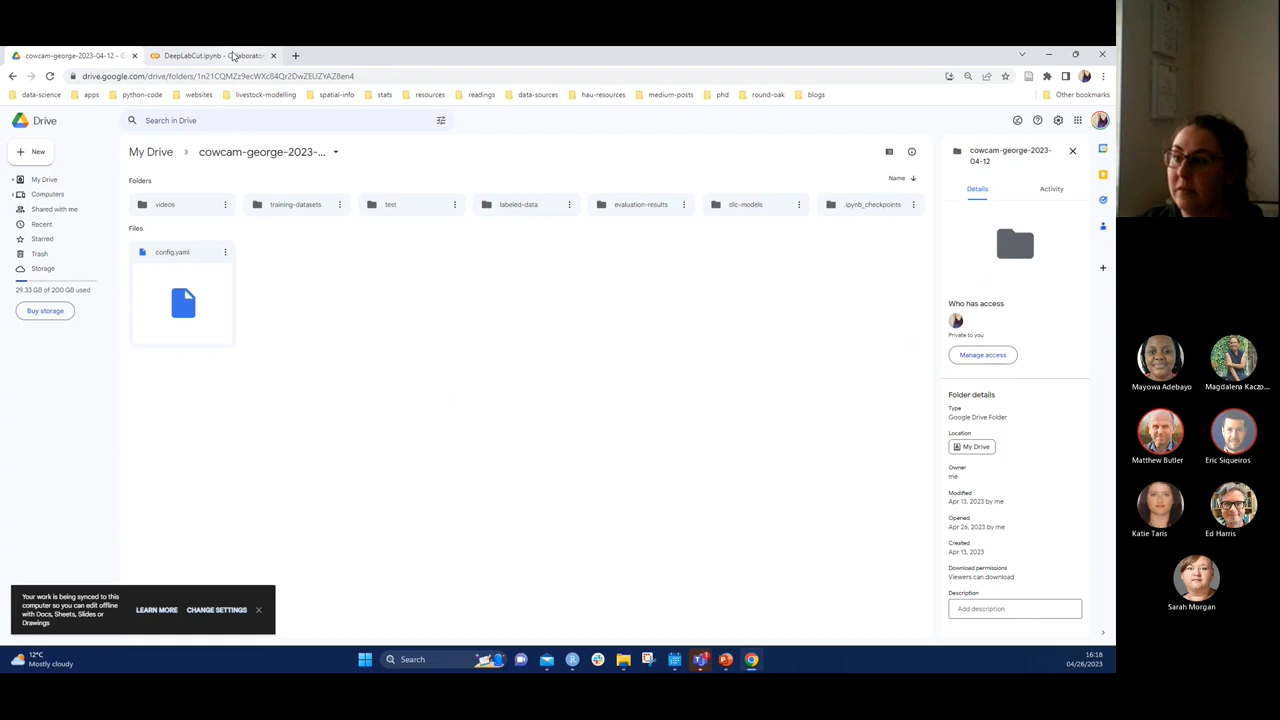 cowcam-george-2023-04-12 - G
DeepLabCut.ipynb - Colaborator
drive.google.com/drive/folders/1n21CQMZz9ecWXc84Qr2DwZEUZYAZ8en4
data-science
apps
python-code
websites
livestock-modelling
spatial-info
stats
resources
readings
data-sources
hau-resources
medium-posts
phd
round-oak
blogs
Other bookmarks
Drive
Search in Drive
New
My Drive
Computers
Shared with me
Recent
Starred
Trash
Storage
29.33 GB of 200 GB used
Buy storage
My Drive
cowcam-george-2023-...
Folders
Name
videos
training-datasets
test
labeled-data
evaluation-results
dlc-models
.ipynb_checkpoints
Files
config.yaml
cowcam-george-2023-
04-12
Details
Activity
Who has access
Private to you
Manage access
Folder details
Type
Google Drive Folder
Location
My Drive
Owner
me
Modified
Apr 13, 2023 by me
Opened
Apr 26, 2023 by me
Created
Apr 13, 2023
Download permissions
Viewers can download
Description
Add description
Your work is being synced to this
computer so you can edit offline
with Docs, Sheets, Slides or
Drawings
LEARN MORE
CHANGE SETTINGS
12°C
Mostly cloudy
Search
16:18
04/26/2023
Mayowa Adebayo
Magdalena Kaczo...
Matthew Butler
Eric Siqueiros
Katie Taris
Ed Harris
Sarah Morgan